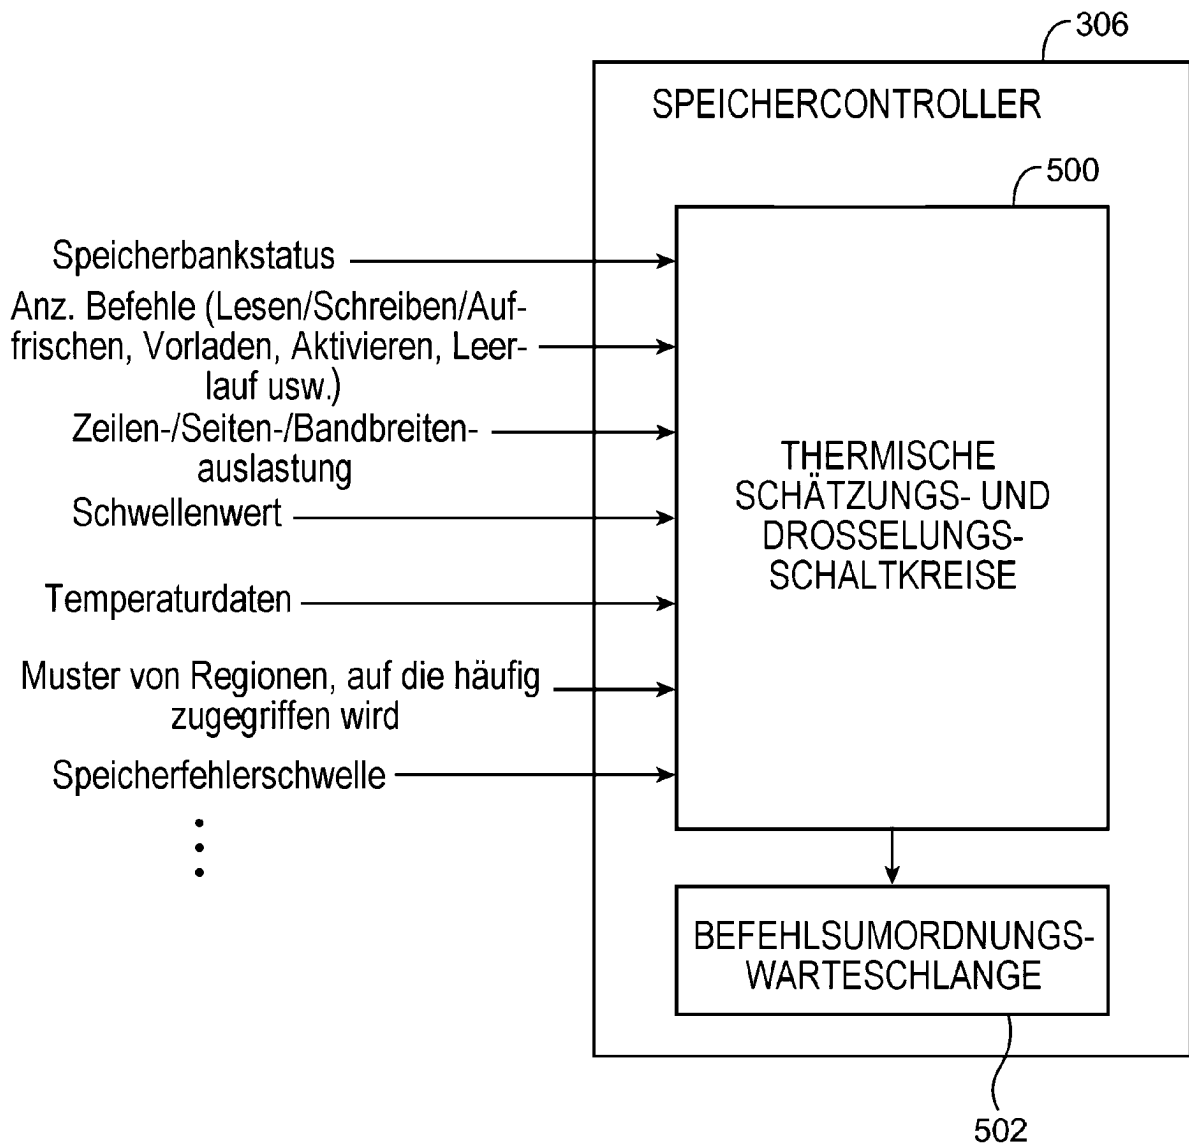 306
SPEICHERCONTROLLER
500
Speicherbankstatus
Anz. Befehle (Lesen/Schreiben/Auf-
frischen, Vorladen, Aktivieren, Leer-
lauf usw.)
Zeilen-/Seiten-/Bandbreiten-
auslastung
Schwellenwert
Temperaturdaten
Muster von Regionen, auf die häufig
zugegriffen wird
Speicherfehlerschwelle
THERMISCHE
SCHÄTZUNGS- UND
DROSSELUNGS-
SCHALTKREISE
BEFEHLSUMORDNUNGS-
WARTESCHLANGE
502